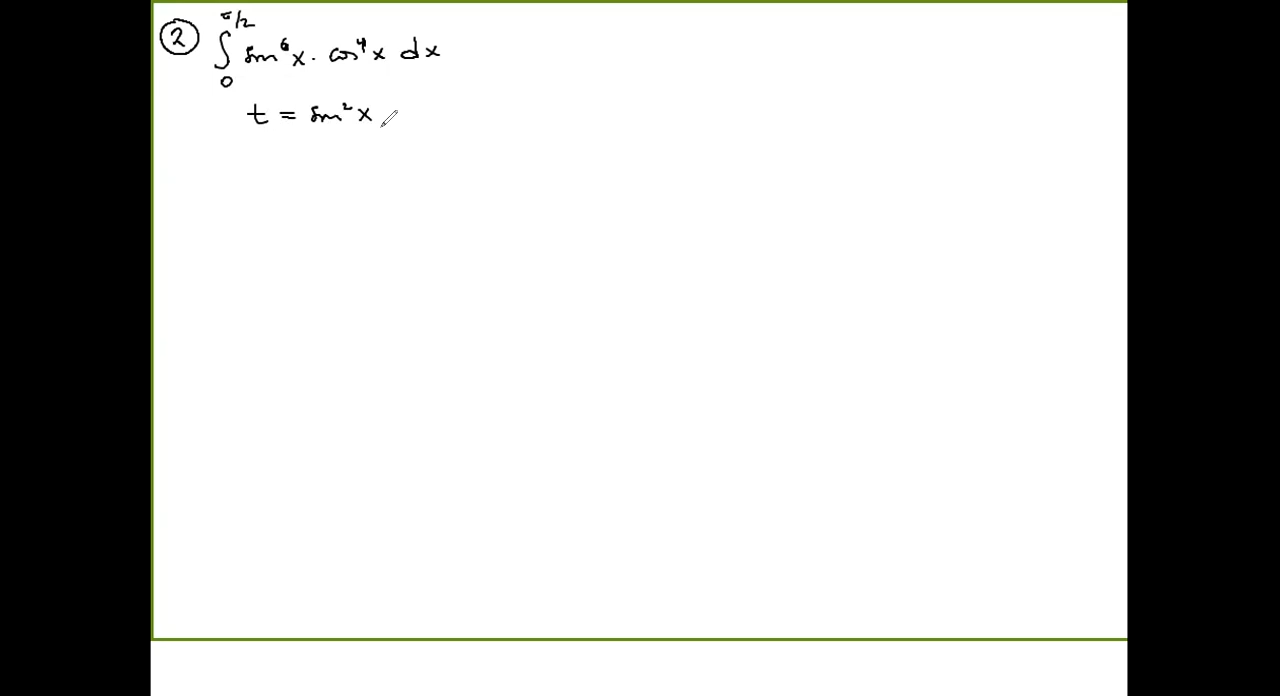 ② ∫₀^{π/2} sin⁶x · cos⁴x dx
t = sin²x